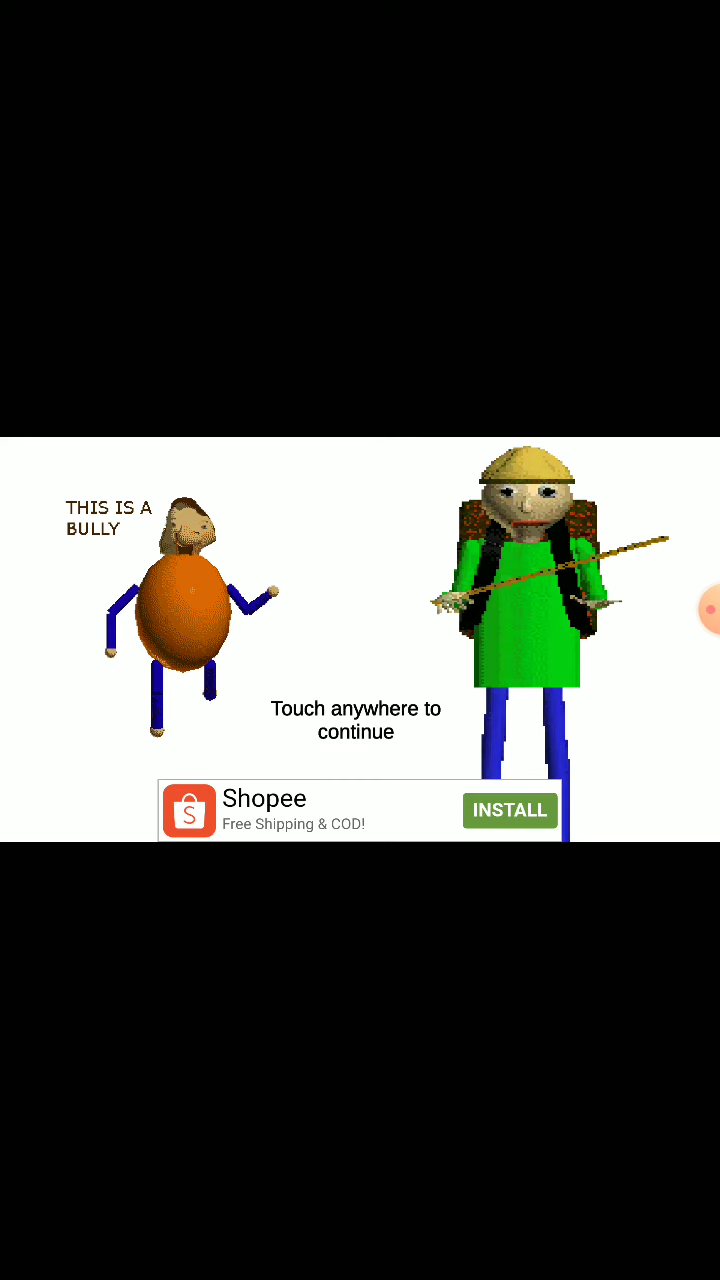 THIS IS A
BULLY
Touch anywhere to
continue
Shopee
Free Shipping & COD!
INSTALL